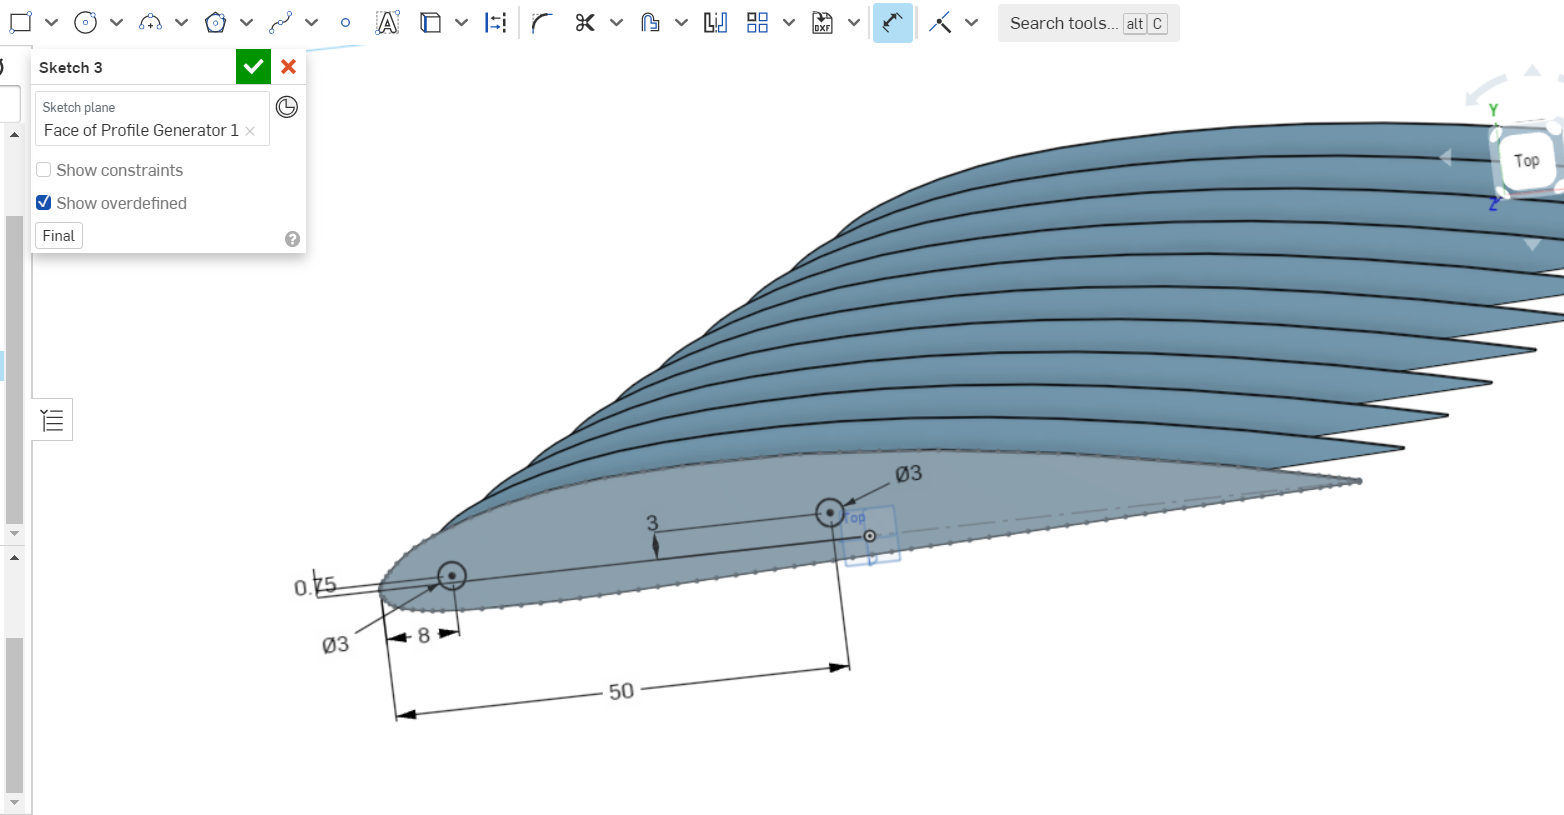 Search tools... alt C
Sketch 3
Sketch plane
Face of Profile Generator 1
Show constraints
Show overdefined
Final
?
Y
Top
Z
Ø3
3
Top
0.75
Ø3
8
50
DXF
A